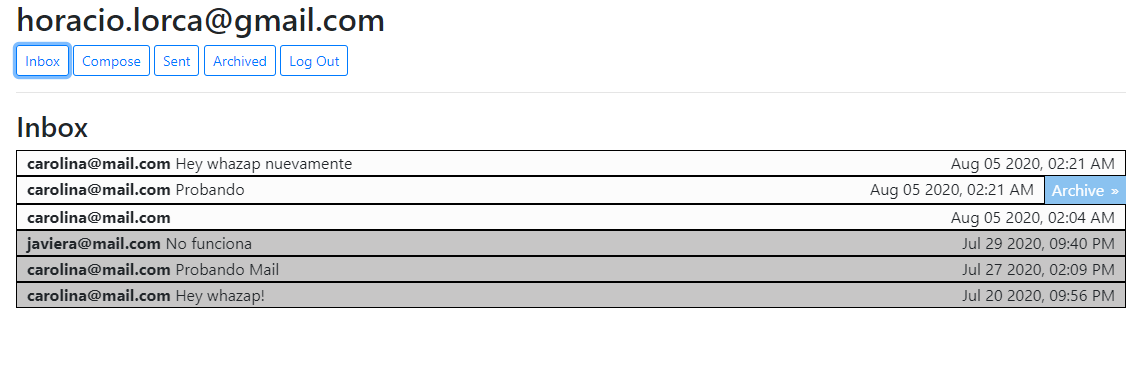 horacio.lorca@gmail.com
Inbox Compose Sent Archived Log Out
Inbox
carolina@mail.com Hey whazap nuevamente Aug 05 2020, 02:21 AM
carolina@mail.com Probando Aug 05 2020, 02:21 AM Archive »
carolina@mail.com Aug 05 2020, 02:04 AM
javiera@mail.com No funciona Jul 29 2020, 09:40 PM
carolina@mail.com Probando Mail Jul 27 2020, 02:09 PM
carolina@mail.com Hey whazap! Jul 20 2020, 09:56 PM